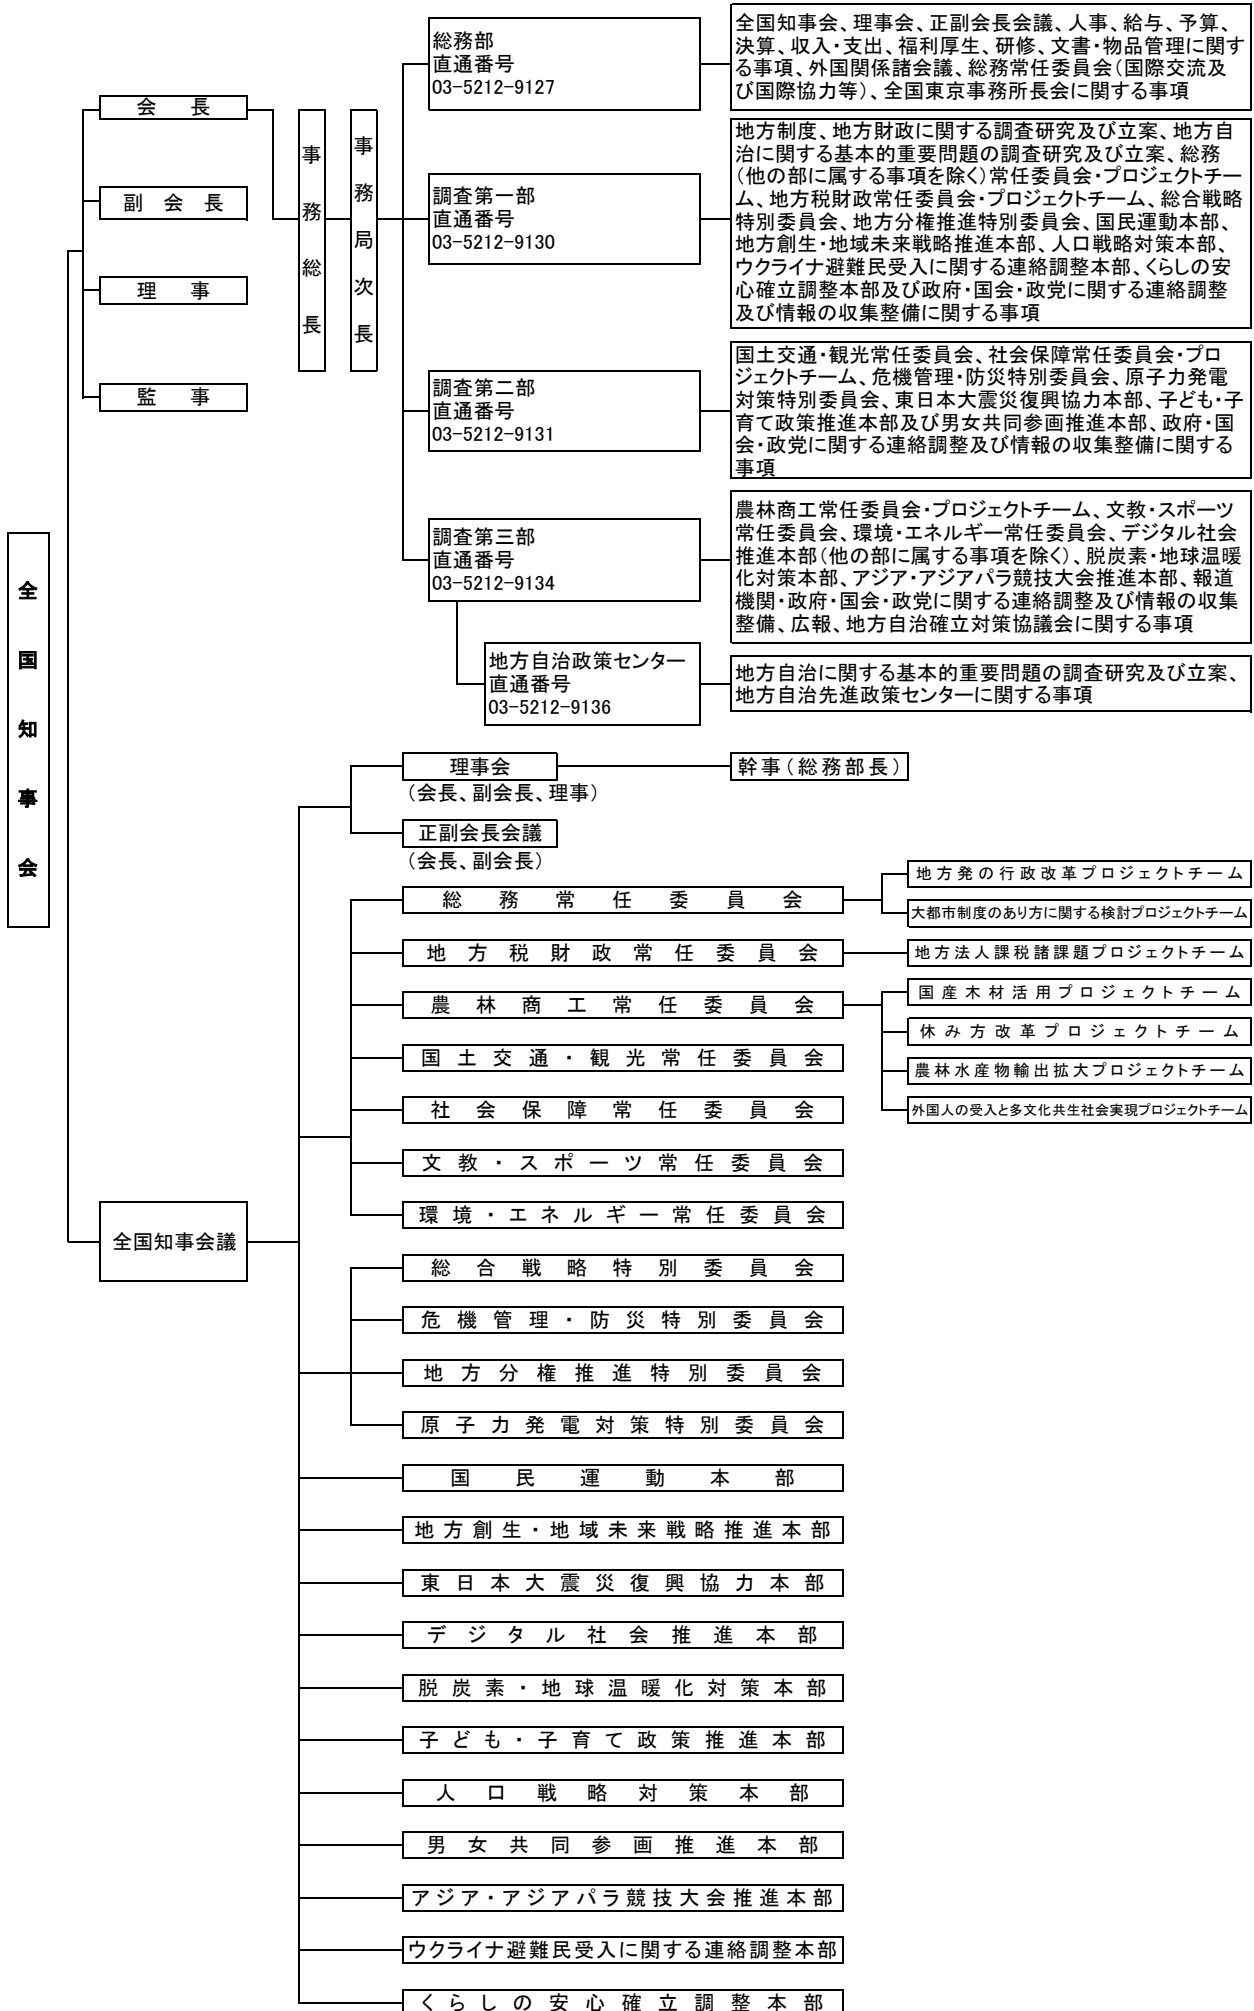 全国知事会
会長
副会長
理事
監事
事務総長
事務局次長
総務部
直通番号
03-5212-9127
全国知事会、理事会、正副会長会議、人事、給与、予算、
決算、収入・支出、福利厚生、研修、文書・物品管理に関す
る事項、外国関係諸会議、総務常任委員会(国際交流及
び国際協力等)、全国東京事務所長会に関する事項
調査第一部
直通番号
03-5212-9130
地方制度、地方財政に関する調査研究及び立案、地方自
治に関する基本的重要問題の調査研究及び立案、総務
(他の部に属する事項を除く)常任委員会・プロジェクトチー
ム、地方税財政常任委員会・プロジェクトチーム、総合戦略
特別委員会、地方分権推進特別委員会、国民運動本部、
地方創生・地域未来戦略推進本部、人口戦略対策本部、
ウクライナ避難民受入に関する連絡調整本部、くらしの安
心確立調整本部及び政府・国会・政党に関する連絡調整
及び情報の収集整備に関する事項
調査第二部
直通番号
03-5212-9131
国土交通・観光常任委員会、社会保障常任委員会・プロ
ジェクトチーム、危機管理・防災特別委員会、原子力発電
対策特別委員会、東日本大震災復興協力本部、子ども・子
育て政策推進本部及び男女共同参画推進本部、政府・国
会・政党に関する連絡調整及び情報の収集整備に関する
事項
調査第三部
直通番号
03-5212-9134
農林商工常任委員会・プロジェクトチーム、文教・スポーツ
常任委員会、環境・エネルギー常任委員会、デジタル社会
推進本部(他の部に属する事項を除く)、脱炭素・地球温暖
化対策本部、アジア・アジアパラ競技大会推進本部、報道
機関・政府・国会・政党に関する連絡調整及び情報の収集
整備、広報、地方自治確立対策協議会に関する事項
地方自治政策センター
直通番号
03-5212-9136
地方自治に関する基本的重要問題の調査研究及び立案、
地方自治先進政策センターに関する事項
全国知事会議
理事会
(会長、副会長、理事)
幹事(総務部長)
正副会長会議
(会長、副会長)
総務常任委員会
地方発の行政改革プロジェクトチーム
大都市制度のあり方に関する検討プロジェクトチーム
地方税財政常任委員会
地方法人課税諸課題プロジェクトチーム
農林商工常任委員会
国産木材活用プロジェクトチーム
休み方改革プロジェクトチーム
農林水産物輸出拡大プロジェクトチーム
外国人の受入と多文化共生社会実現プロジェクトチーム
国土交通・観光常任委員会
社会保障常任委員会
文教・スポーツ常任委員会
環境・エネルギー常任委員会
総合戦略特別委員会
危機管理・防災特別委員会
地方分権推進特別委員会
原子力発電対策特別委員会
国民運動本部
地方創生・地域未来戦略推進本部
東日本大震災復興協力本部
デジタル社会推進本部
脱炭素・地球温暖化対策本部
子ども・子育て政策推進本部
人口戦略対策本部
男女共同参画推進本部
アジア・アジアパラ競技大会推進本部
ウクライナ避難民受入に関する連絡調整本部
くらしの安心確立調整本部